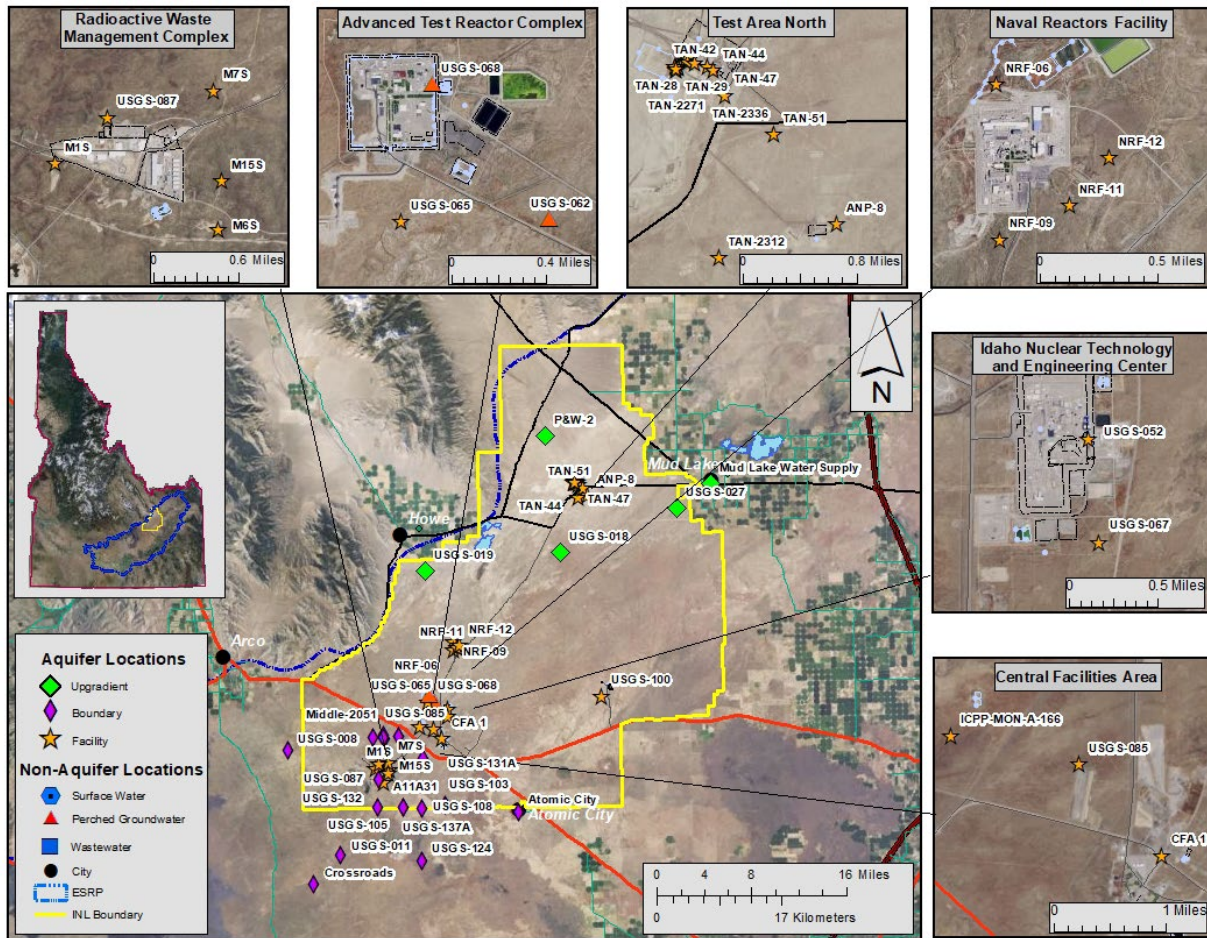 Radioactive Waste
Management Complex
M7S
USGS-087
M1S
M15S
M6S
0 0.6 Miles
Advanced Test Reactor Complex
USGS-068
USGS-065
USGS-062
0 0.4 Miles
Test Area North
TAN-42
TAN-44
TAN-28
TAN-29
TAN-47
TAN-2271
TAN-2336
TAN-51
ANP-8
TAN-2312
0 0.8 Miles
Naval Reactors Facility
NRF-06
NRF-12
NRF-11
NRF-09
0 0.5 Miles
Idaho Nuclear Technology
and Engineering Center
USGS-052
USGS-067
0 0.5 Miles
Central Facilities Area
ICPP-MON-A-166
USGS-085
CFA 1
0 1 Miles
N
P&W-2
Mud Lake
Mud Lake Water Supply
TAN-51
ANP-8
TAN-44
TAN-47
USGS-027
Howe
USGS-018
USGS-019
NRF-11
NRF-12
NRF-09
Arco
NRF-06
USGS-065
USGS-068
USGS-100
Middle-2051
USGS-085
CFA 1
USGS-008
M7S
M1S
M15S
USGS-131A
USGS-087
USGS-103
A11A31
USGS-132
USGS-108
Atomic City
Atomic City
USGS-105
USGS-137A
USGS-011
USGS-124
Crossroads
Aquifer Locations
Upgradient
Boundary
Facility
Non-Aquifer Locations
Surface Water
Perched Groundwater
Wastewater
City
ESRP
INL Boundary
0 4 8 16 Miles
0 17 Kilometers